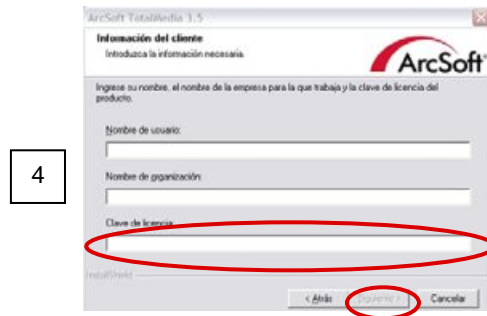 ArcSoft TotalMedia 3.5
Información del cliente
Introduzca la información necesaria.
ArcSoft
Ingrese su nombre, el nombre de la empresa para la que trabaja y la clave de licencia del
producto.
Nombre de usuario:
4
Nombre de organización:
Clave de licencia:
InstallShield
< Atrás Siguiente > Cancelar